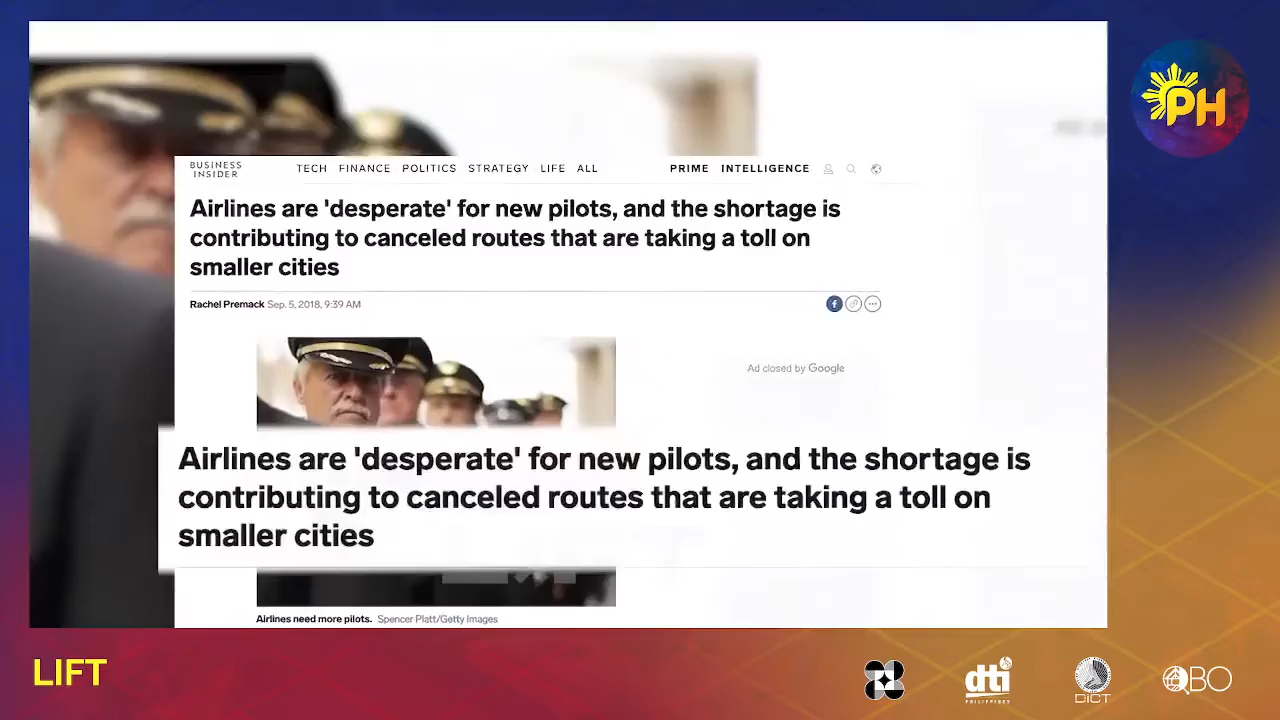 PH
BUSINESS
INSIDER
TECH FINANCE POLITICS STRATEGY LIFE ALL
PRIME INTELLIGENCE
Airlines are 'desperate' for new pilots, and the shortage is
contributing to canceled routes that are taking a toll on
smaller cities
Rachel Premack Sep. 5, 2018, 9:39 AM
Ad closed by Google
Airlines are 'desperate' for new pilots, and the shortage is
contributing to canceled routes that are taking a toll on
smaller cities
Airlines need more pilots. Spencer Platt/Getty Images
LIFT
dti
PHILIPPINES
DICT
QBO